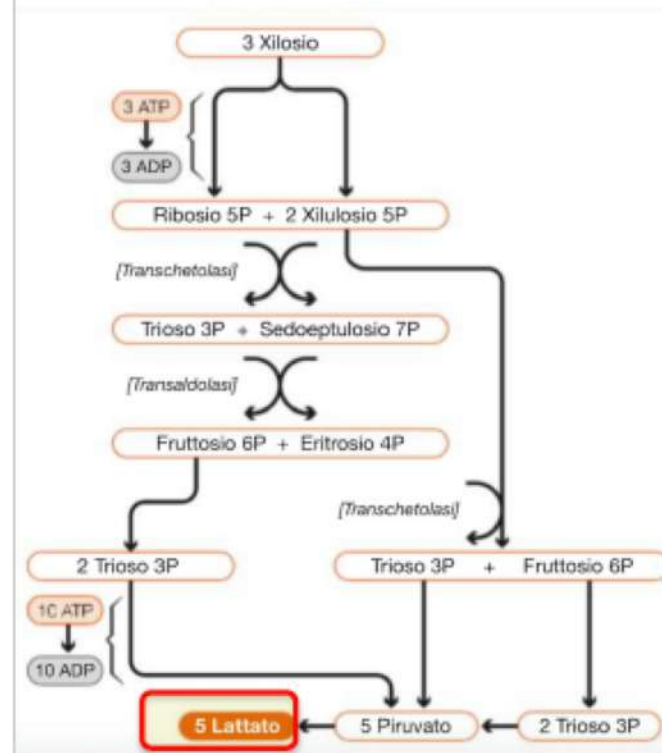 3 Xilosio
3 ATP
3 ADP
Ribosio 5P + 2 Xilulosio 5P
[Transchetolasi]
Trioso 3P + Sedoeptulosio 7P
[Transaldolasi]
Fruttosio 6P + Eritrosio 4P
[Transchetolasi]
2 Trioso 3P
Trioso 3P + Fruttosio 6P
10 ATP
10 ADP
5 Lattato
5 Piruvato
2 Trioso 3P